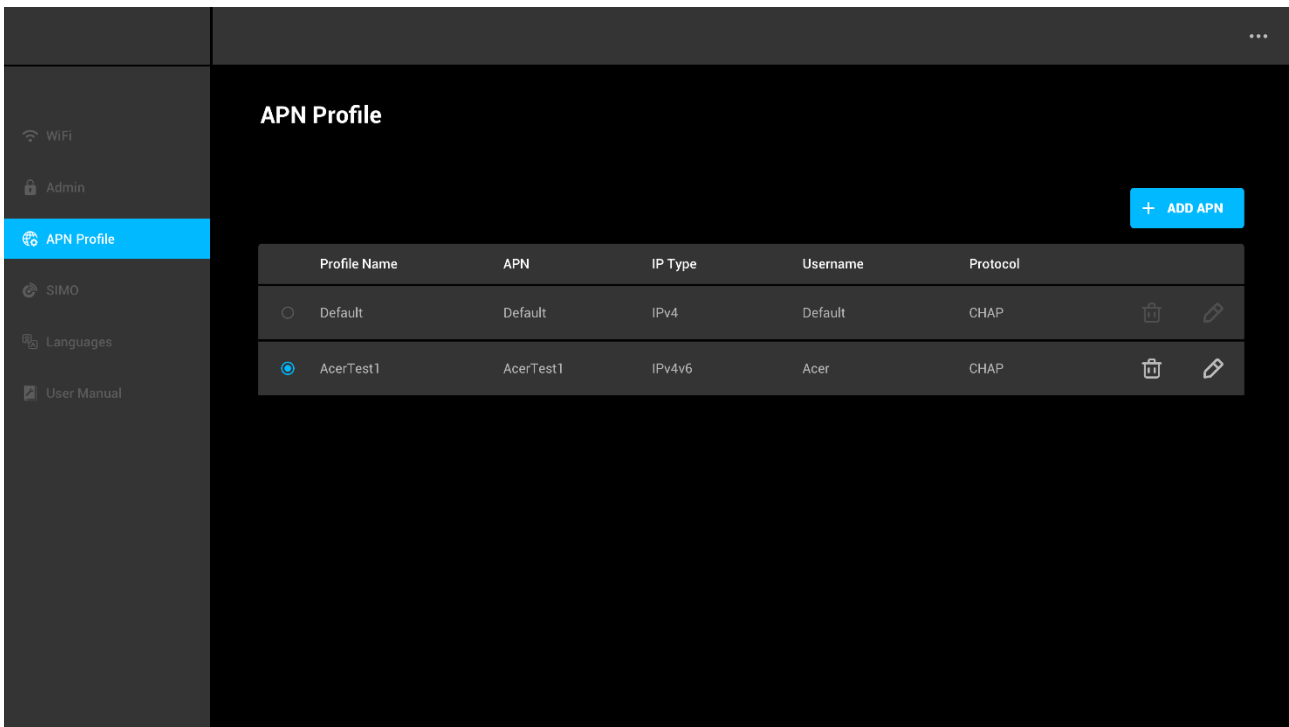 WiFi
Admin
APN Profile
SIMO
Languages
User Manual
APN Profile
ADD APN
Profile Name APN IP Type Username Protocol
Default Default IPv4 Default CHAP
AcerTest1 AcerTest1 IPv4v6 Acer CHAP